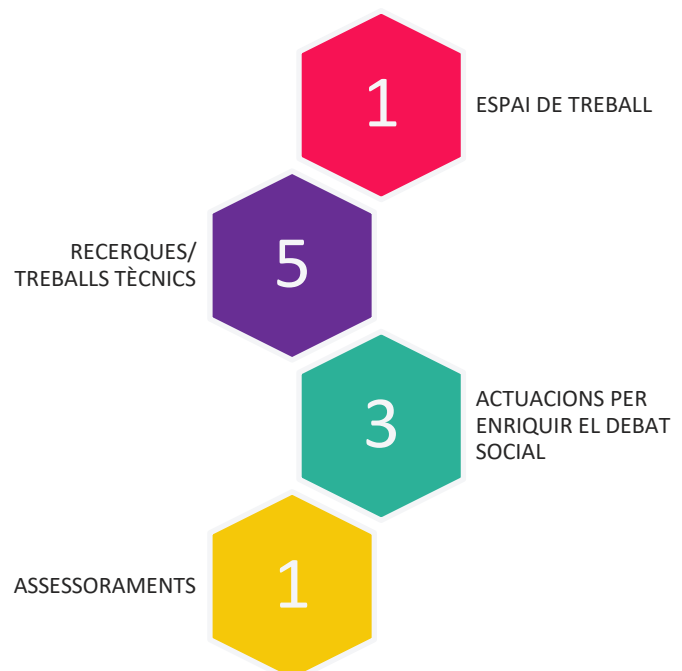 1
ESPAI DE TREBALL
RECERQUES/
TREBALLS TÈCNICS
5
3
ACTUACIONS PER
ENRIQUIR EL DEBAT
SOCIAL
ASSESSORAMENTS
1